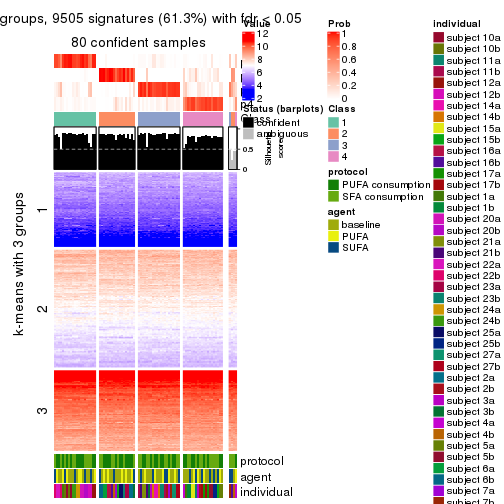 groups, 9505 signatures (61.3%) with fdr < 0.05
80 confident samples
k-means with 3 groups
1
2
3
1
0.5
0
Silhouette
score
Class
protocol
agent
individual
Value
12
10
8
6
4
2
Status (barplots)
confident
ambiguous
Prob
1
0.8
0.6
0.4
0.2
0
Class
1
2
3
4
protocol
PUFA consumption
SFA consumption
agent
baseline
PUFA
SUFA
individual
subject 10a
subject 10b
subject 11a
subject 11b
subject 12a
subject 12b
subject 14a
subject 14b
subject 15a
subject 15b
subject 16a
subject 16b
subject 17a
subject 17b
subject 1a
subject 1b
subject 20a
subject 20b
subject 21a
subject 21b
subject 22a
subject 22b
subject 23a
subject 23b
subject 24a
subject 24b
subject 25a
subject 25b
subject 27a
subject 27b
subject 2a
subject 2b
subject 3a
subject 3b
subject 4a
subject 4b
subject 5a
subject 5b
subject 6a
subject 6b
subject 7a
subject 7b